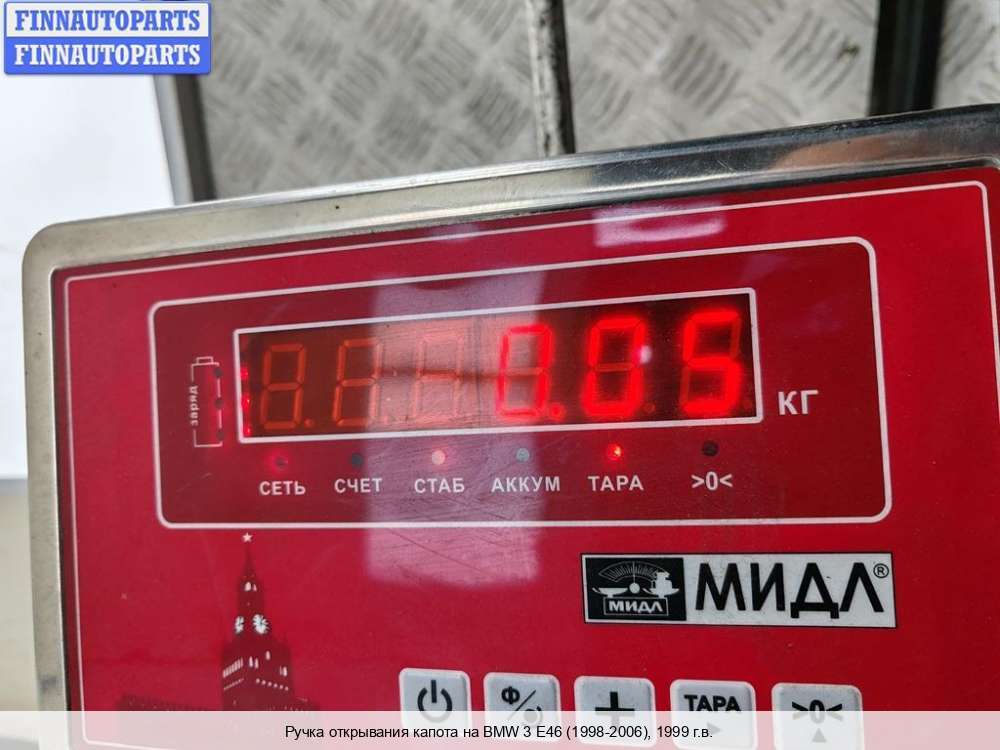 FINNAUTOPARTS
FINNAUTOPARTS
0.05
заряд
КГ
СЕТЬ СЧЕТ СТАБ АККУМ ТАРА >0<
МИДЛ
МИДЛ®
Ф/
+
ТАРА
>0<
Ручка открывания капота на BMW 3 E46 (1998-2006), 1999 г.в.